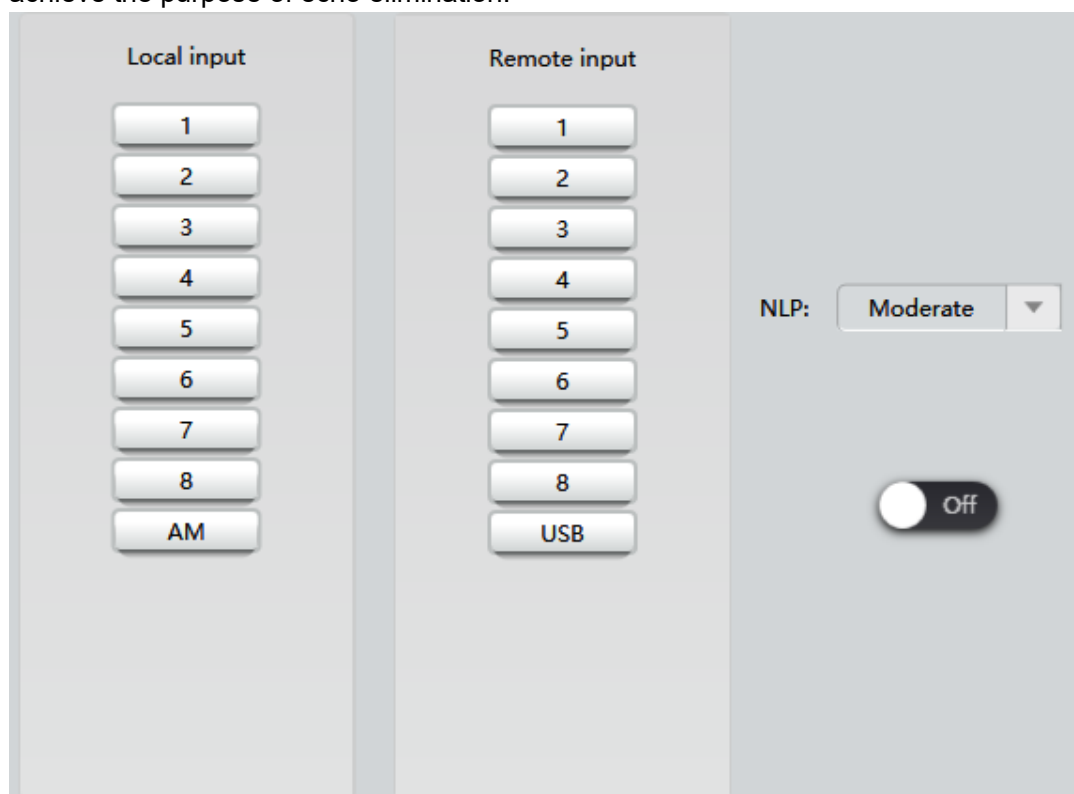 achieve the purpose of echo elimination.
Local input
1
2
3
4
5
6
7
8
AM
Remote input
1
2
3
4
5
6
7
8
USB
NLP: Moderate
Off